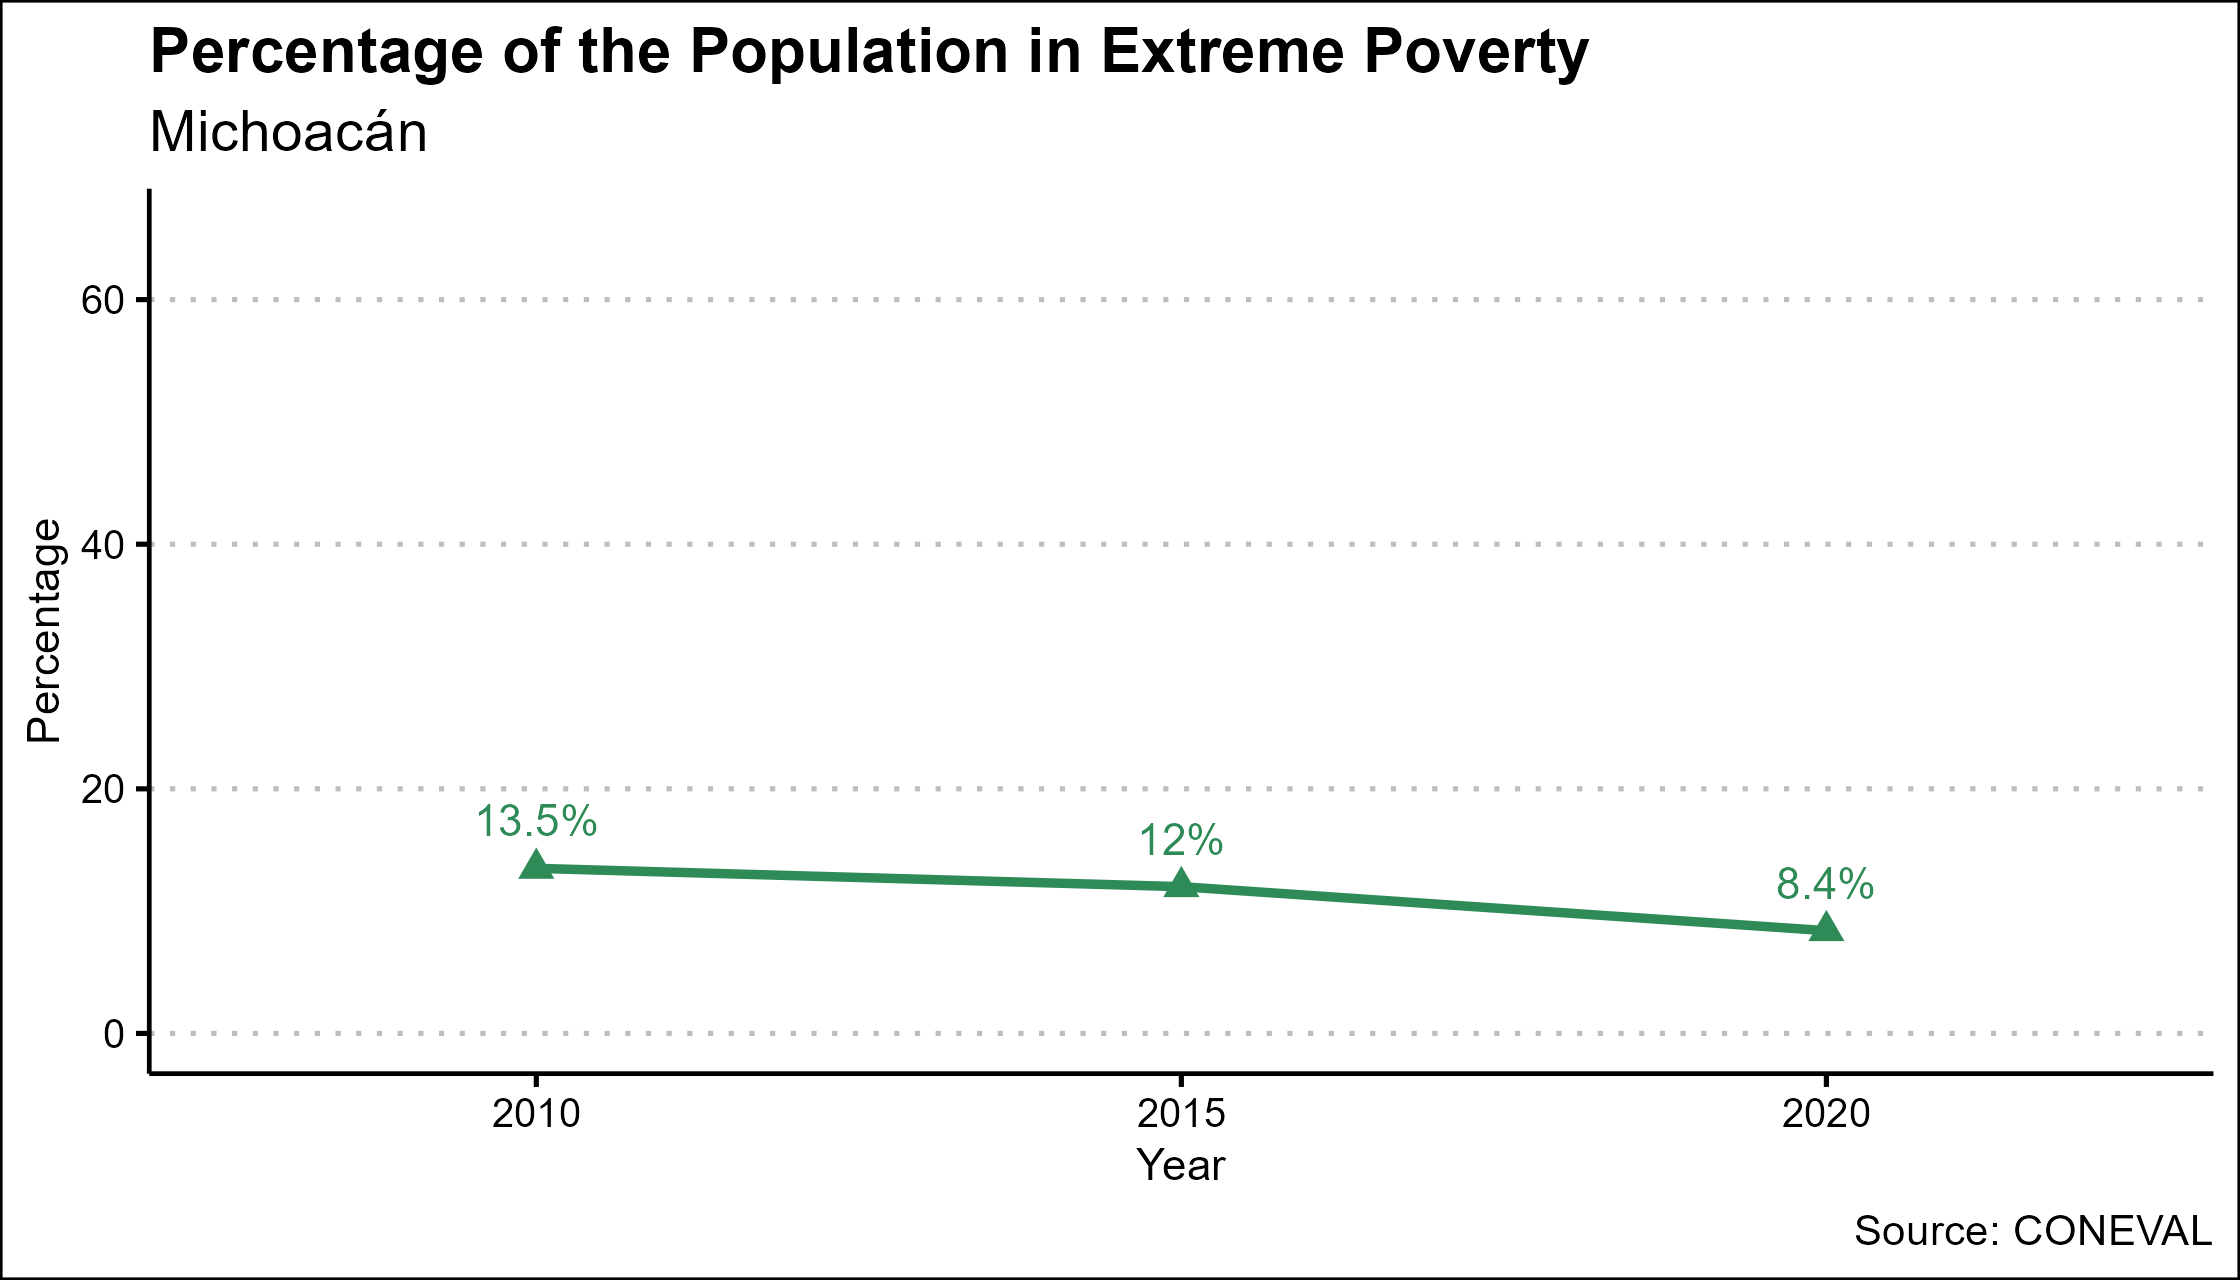 Percentage of the Population in Extreme Poverty
Michoacán
Percentage
60
40
20
0
13.5%
12%
8.4%
2010 2015 2020
Year
Source: CONEVAL